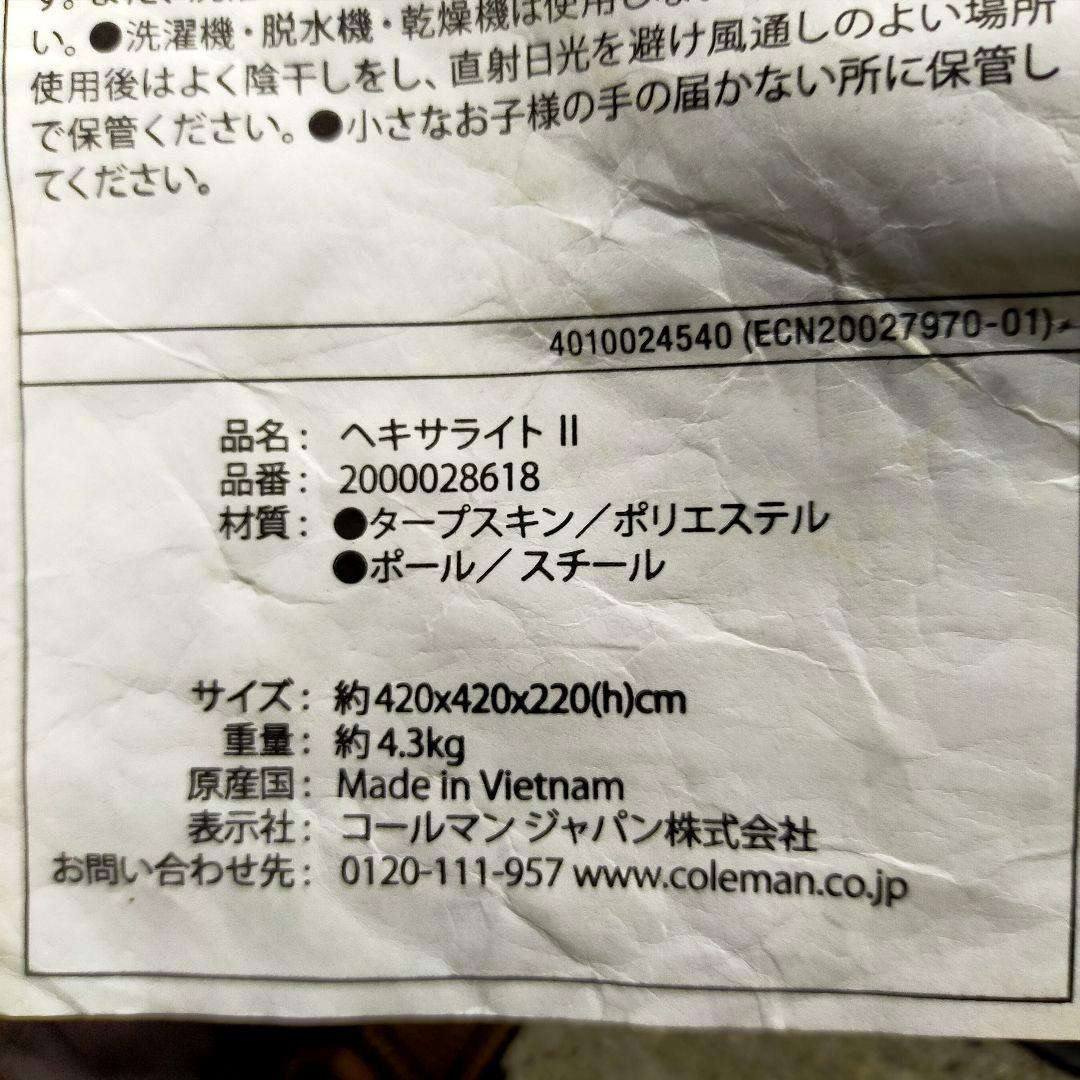 い。●洗濯機・脱水機・乾燥機は使用しな
使用後はよく陰干しをし、直射日光を避け風通しのよい場所
で保管ください。●小さなお子様の手の届かない所に保管し
てください。
4010024540 (ECN20027970-01)
品名： ヘキサライト II
品番： 2000028618
材質： ●タープスキン／ポリエステル
●ポール／スチール
サイズ： 約420x420x220(h)cm
重量： 約4.3kg
原産国： Made in Vietnam
表示社： コールマン ジャパン株式会社
お問い合わせ先： 0120-111-957 www.coleman.co.jp